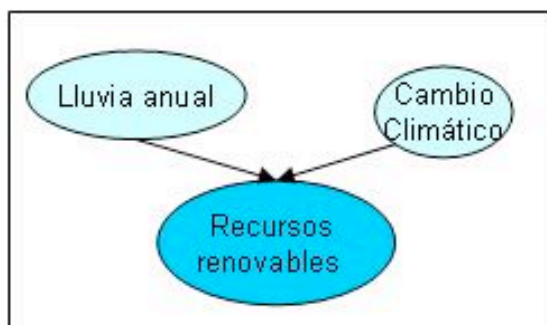 Lluvia anual
Cambio
Climático
Recursos
renovables